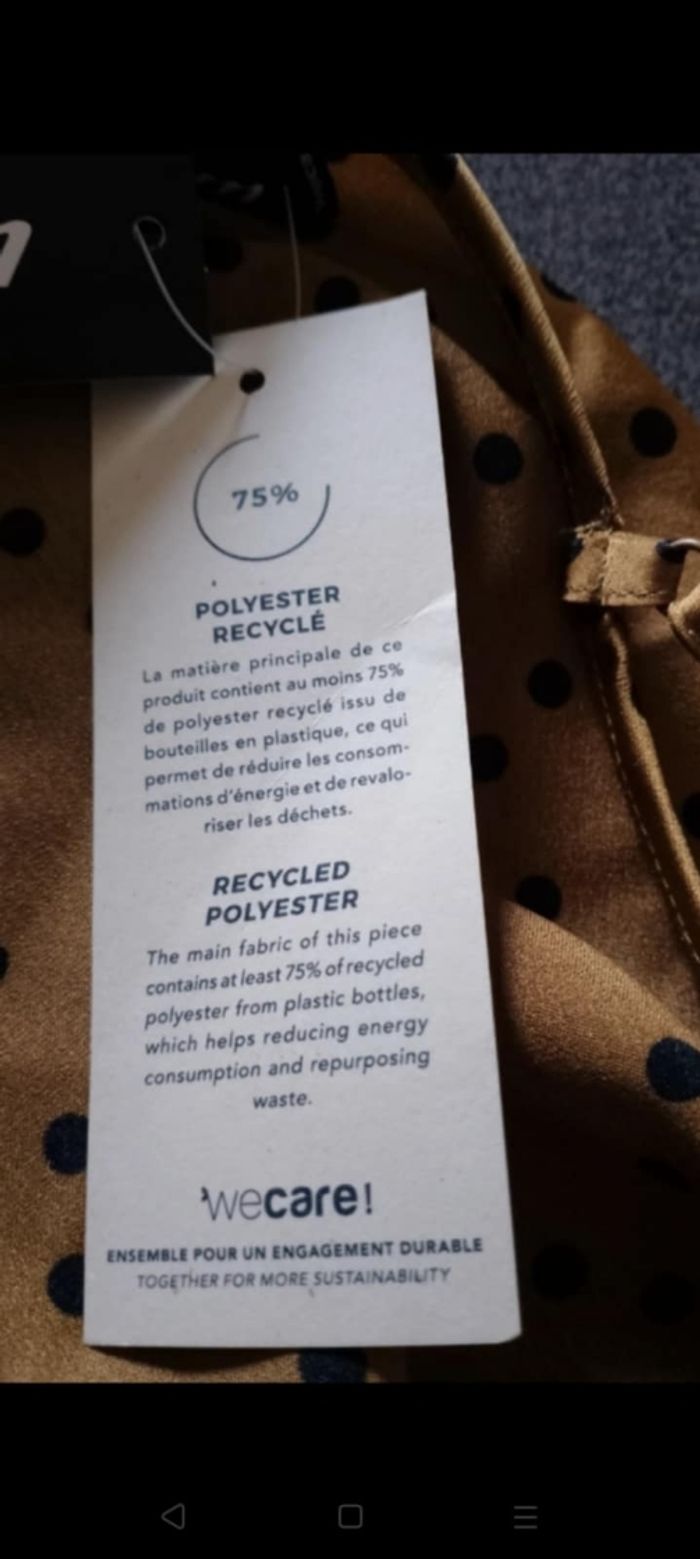 75%
POLYESTER
RECYCLÉ
La matière principale de ce
produit contient au moins 75%
de polyester recyclé issu de
bouteilles en plastique, ce qui
permet de réduire les consom-
mations d'énergie et de revalo-
riser les déchets.
RECYCLED
POLYESTER
The main fabric of this piece
contains at least 75% of recycled
polyester from plastic bottles,
which helps reducing energy
consumption and repurposing
waste.
wecare!
ENSEMBLE POUR UN ENGAGEMENT DURABLE
TOGETHER FOR MORE SUSTAINABILITY